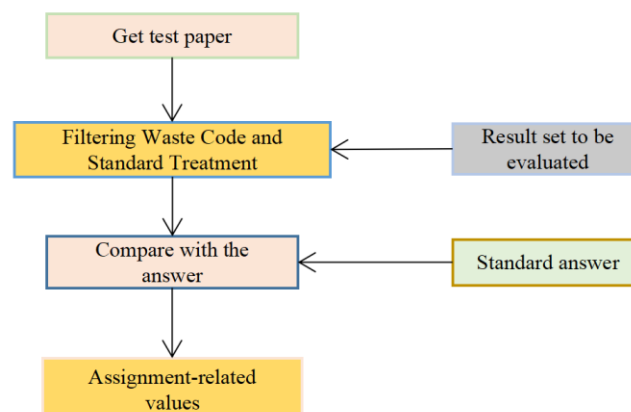 Get test paper
Filtering Waste Code and
Standard Treatment
Result set to be
evaluated
Compare with the
answer
Standard answer
Assignment-related
values